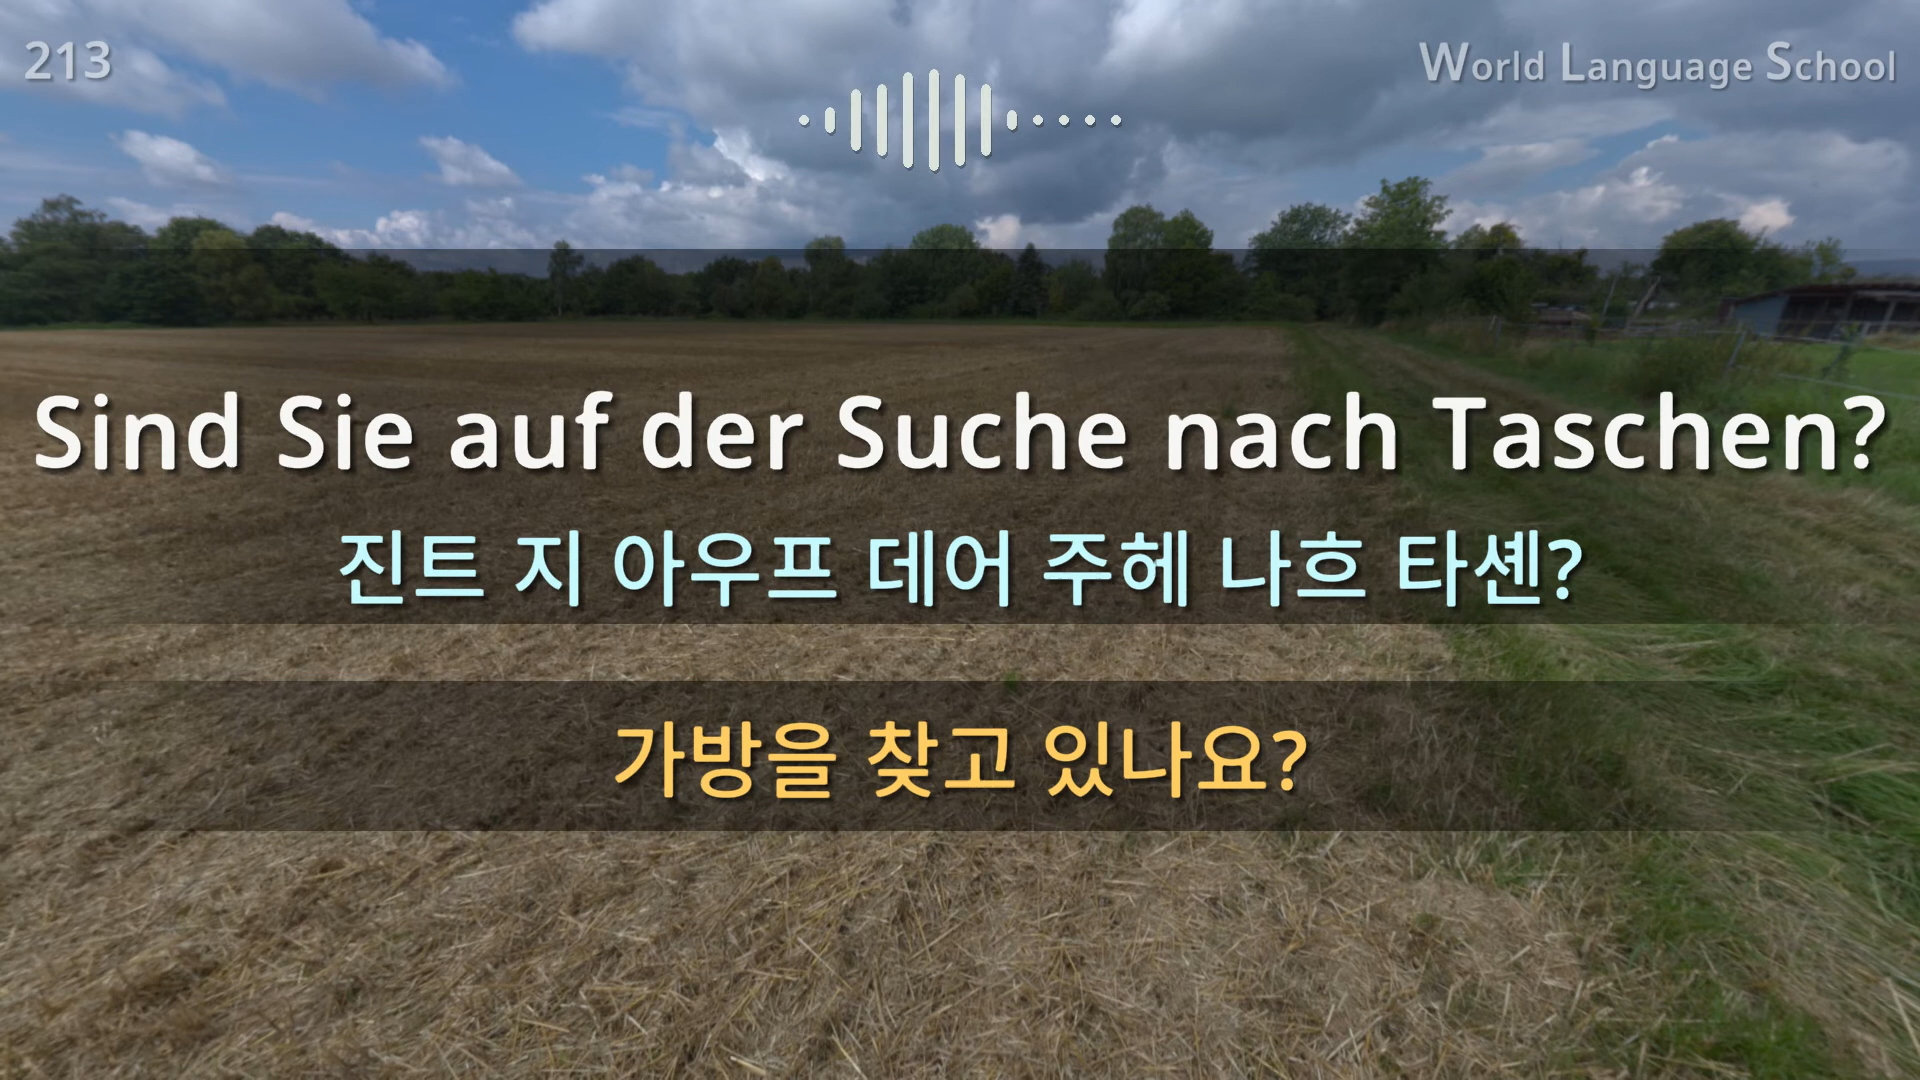 213
World Language School
Sind Sie auf der Suche nach Taschen?
진트 지 아우프 데어 주헤 나흐 타셴?
가방을 찾고 있나요?